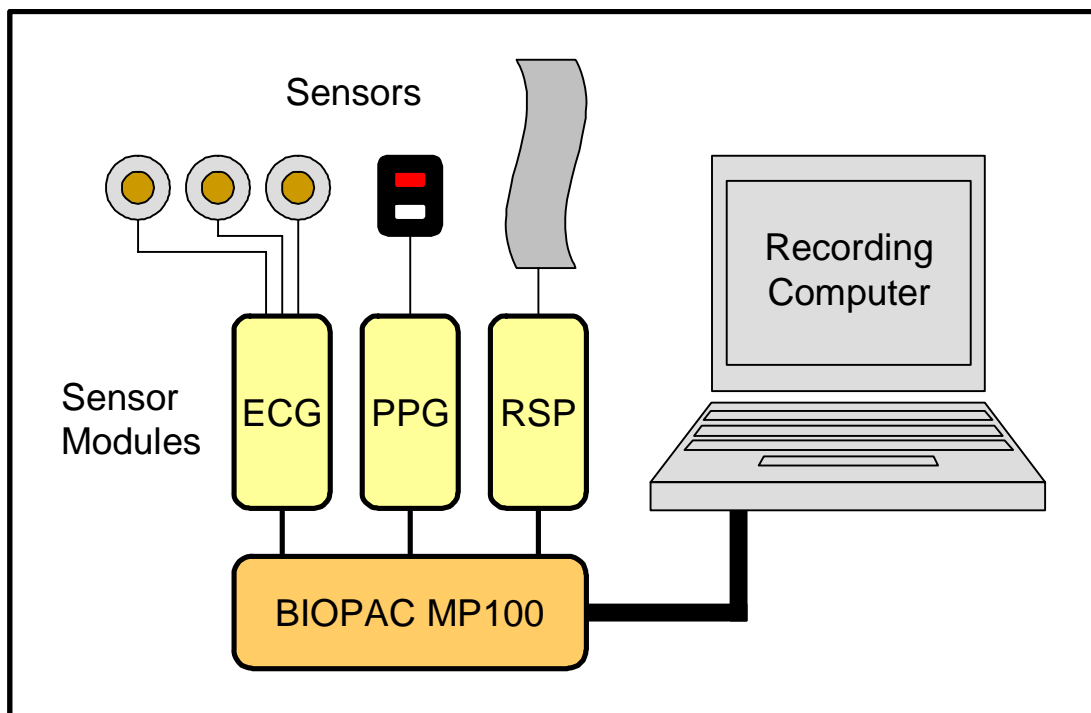 Sensors
Recording
Computer
Sensor
Modules
ECG
PPG
RSP
BIOPAC MP100